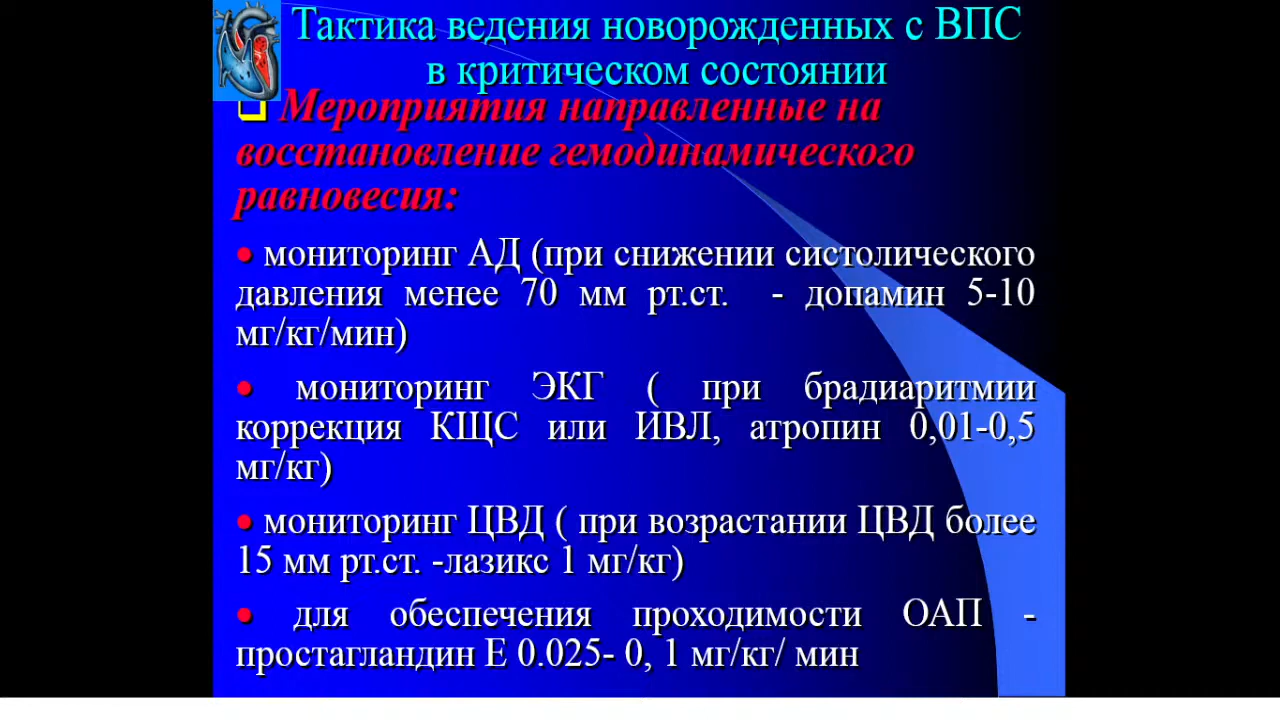 Тактика ведения новорожденных с ВПС
в критическом состоянии
Мероприятия направленные на
восстановление гемодинамического
равновесия:
• мониторинг АД (при снижении систолического
давления менее 70 мм рт.ст. - допамин 5-10
мг/кг/мин)
• мониторинг ЭКГ ( при брадиаритмии
коррекция КЩС или ИВЛ, атропин 0,01-0,5
мг/кг)
• мониторинг ЦВД ( при возрастании ЦВД более
15 мм рт.ст. -лазикс 1 мг/кг)
• для обеспечения проходимости ОАП -
простагландин Е 0.025- 0, 1 мг/кг/ мин